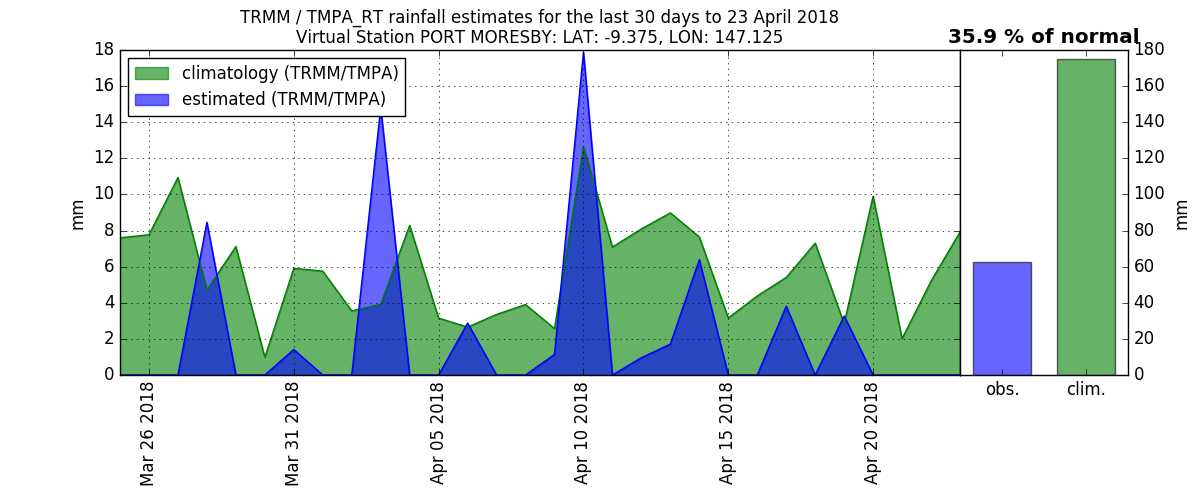 TRMM / TMPA_RT rainfall estimates for the last 30 days to 23 April 2018
Virtual Station PORT MORESBY: LAT: -9.375, LON: 147.125
35.9 % of normal
climatology (TRMM/TMPA)
estimated (TRMM/TMPA)
mm
18
16
14
12
10
8
6
4
2
0
Mar 26 2018
Mar 31 2018
Apr 05 2018
Apr 10 2018
Apr 15 2018
Apr 20 2018
obs.
clim.
180
160
140
120
100
80
60
40
20
0
mm